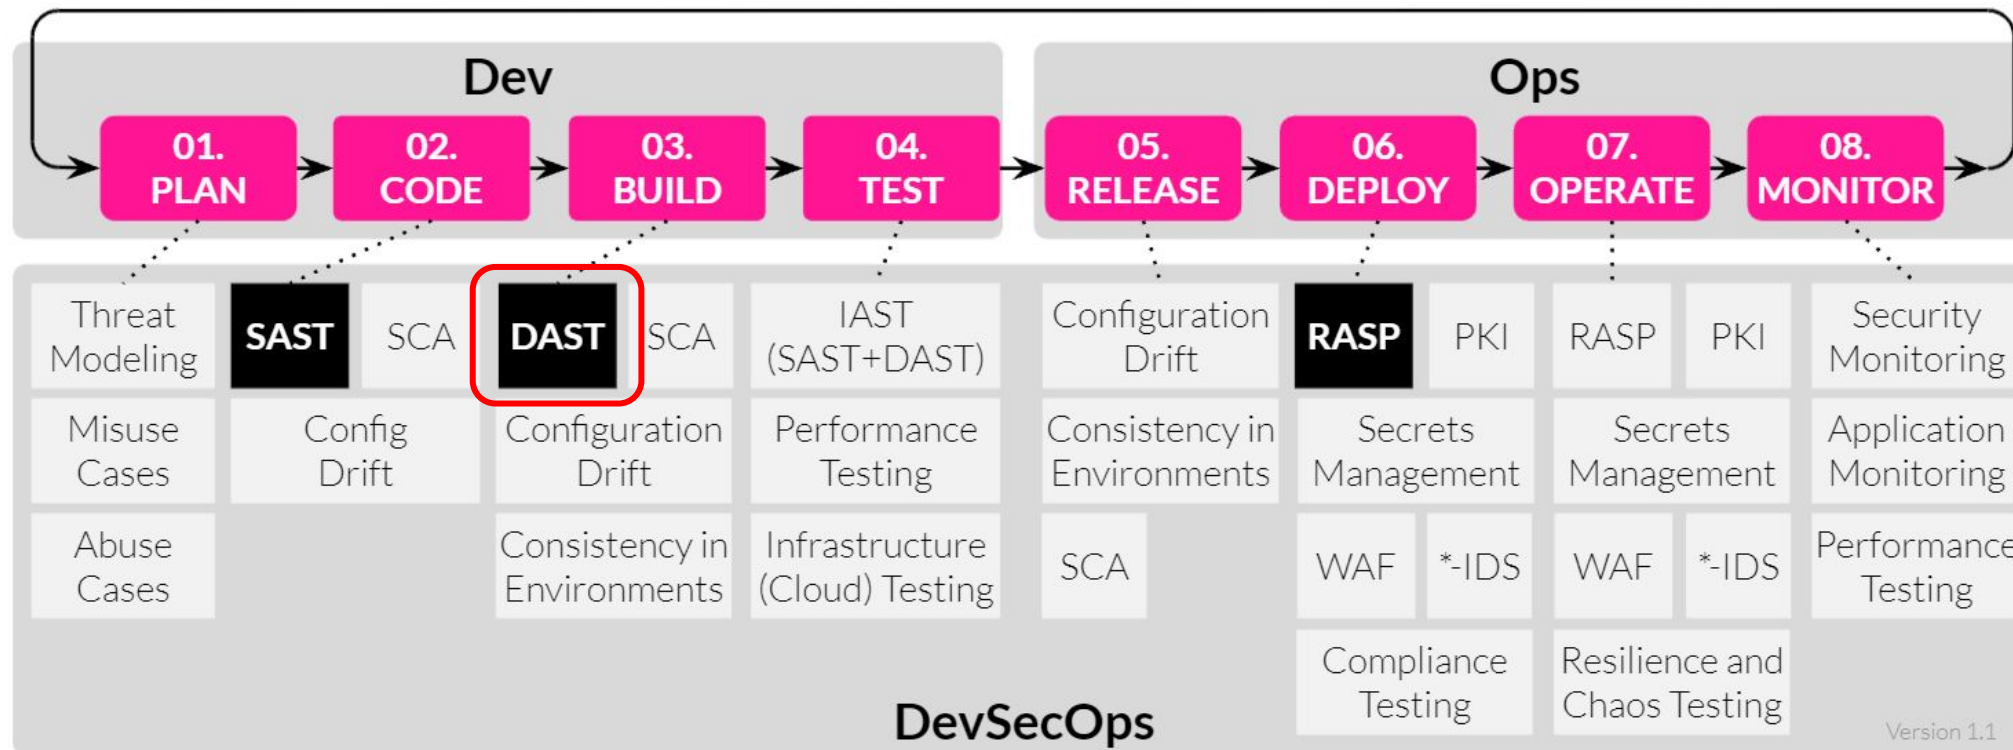 Dev
Ops
01.
PLAN
02.
CODE
03.
BUILD
04.
TEST
05.
RELEASE
06.
DEPLOY
07.
OPERATE
08.
MONITOR
Threat
Modeling
Misuse
Cases
Abuse
Cases
SAST
SCA
Config
Drift
DAST
SCA
Configuration
Drift
Consistency in
Environments
IAST
(SAST+DAST)
Performance
Testing
Infrastructure
(Cloud) Testing
Configuration
Drift
Consistency in
Environments
SCA
RASP
PKI
Secrets
Management
WAF
*-IDS
Compliance
Testing
RASP
PKI
Secrets
Management
WAF
*-IDS
Resilience and
Chaos Testing
Security
Monitoring
Application
Monitoring
Performance
Testing
DevSecOps
Version 1.1